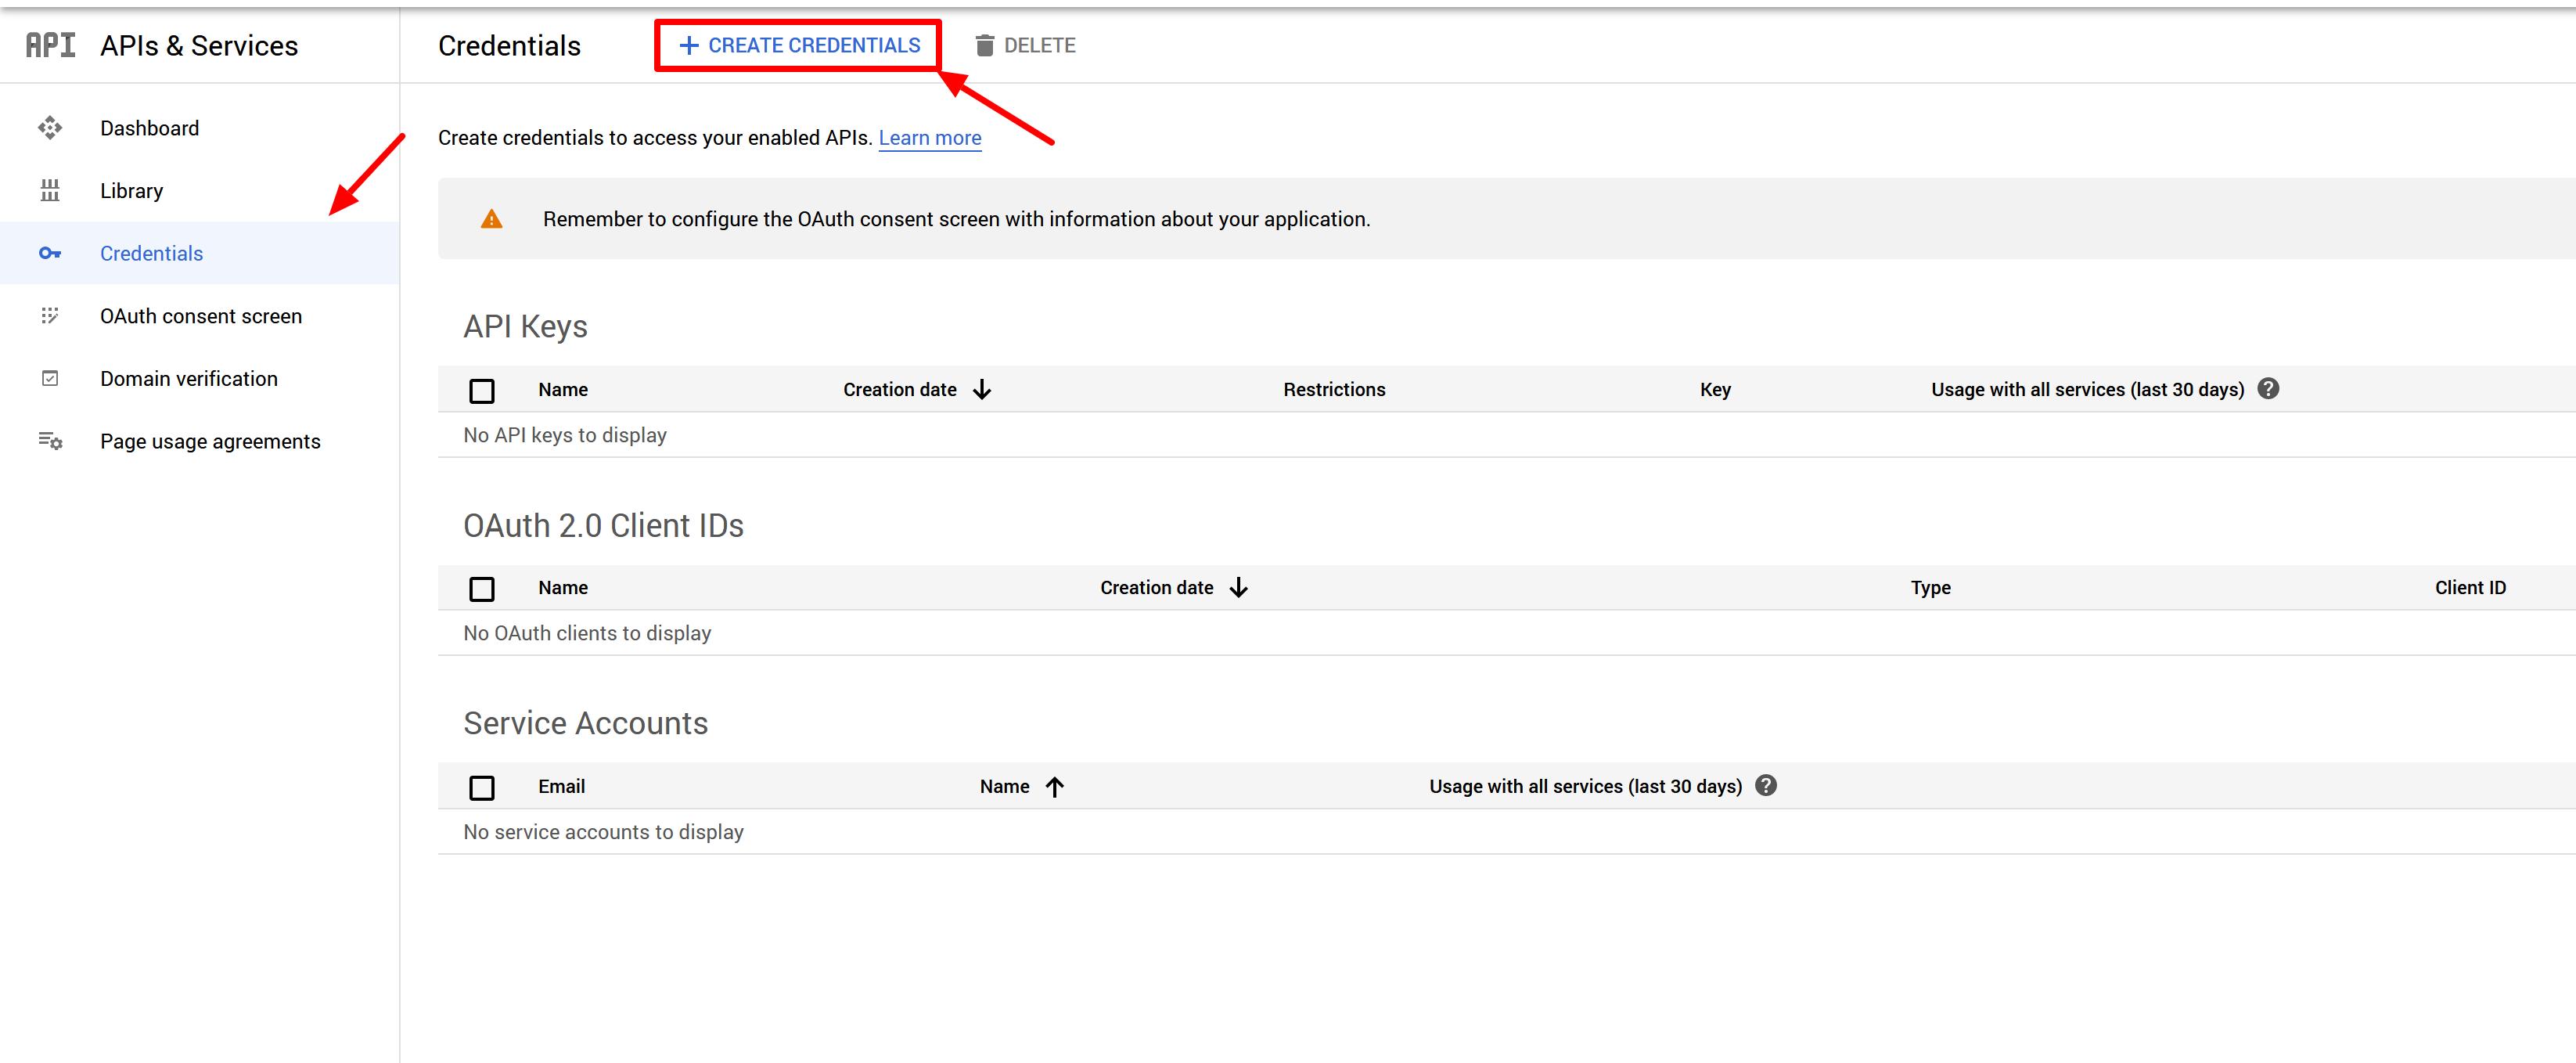 API APIs & Services
Credentials
CREATE CREDENTIALS
DELETE
Dashboard
Library
Credentials
OAuth consent screen
Domain verification
Page usage agreements
Create credentials to access your enabled APIs. Learn more
Remember to configure the OAuth consent screen with information about your application.
API Keys
Name Creation date Restrictions Key Usage with all services (last 30 days)
No API keys to display
OAuth 2.0 Client IDs
Name Creation date Type Client ID
No OAuth clients to display
Service Accounts
Email Name Usage with all services (last 30 days)
No service accounts to display